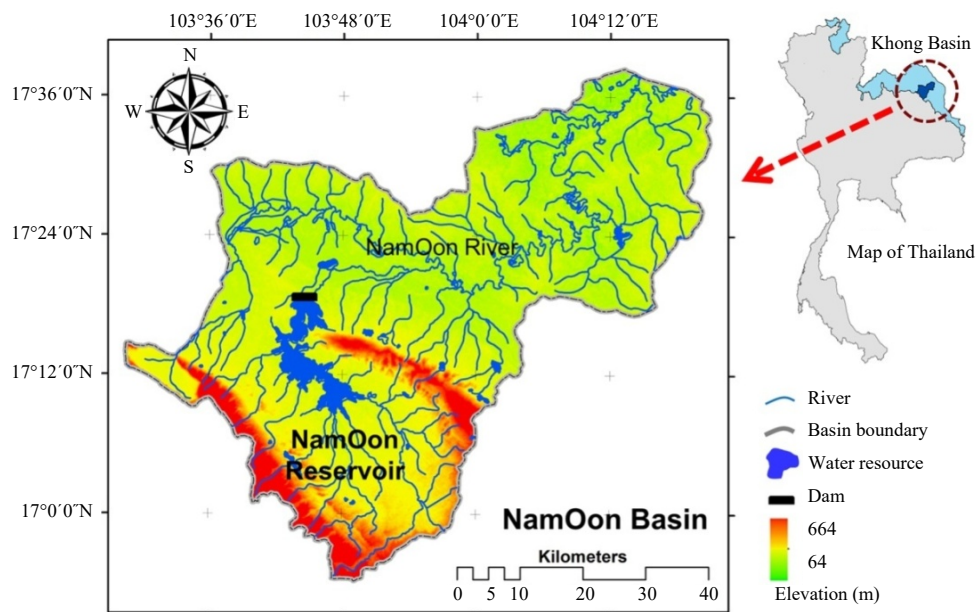 103°36′0″E 103°48′0″E 104°0′0″E 104°12′0″E
17°36′0″N
17°24′0″N
17°12′0″N
17°0′0″N
N
W E
S
NamOon River
NamOon
Reservoir
NamOon Basin
Kilometers
0 5 10 20 30 40
Khong Basin
Map of Thailand
River
Basin boundary
Water resource
Dam
664
64
Elevation (m)